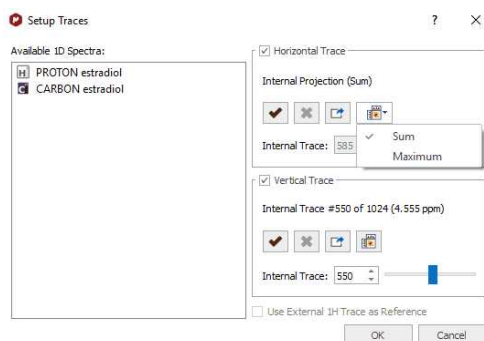 Setup Traces
?
Available 1D Spectra:
H PROTON estradiol
C CARBON estradiol
Horizontal Trace
Internal Projection (Sum)
Internal Trace: 585
Sum
Maximum
Vertical Trace
Internal Trace #550 of 1024 (4.555 ppm)
Internal Trace: 550
Use External 1H Trace as Reference
OK Cancel